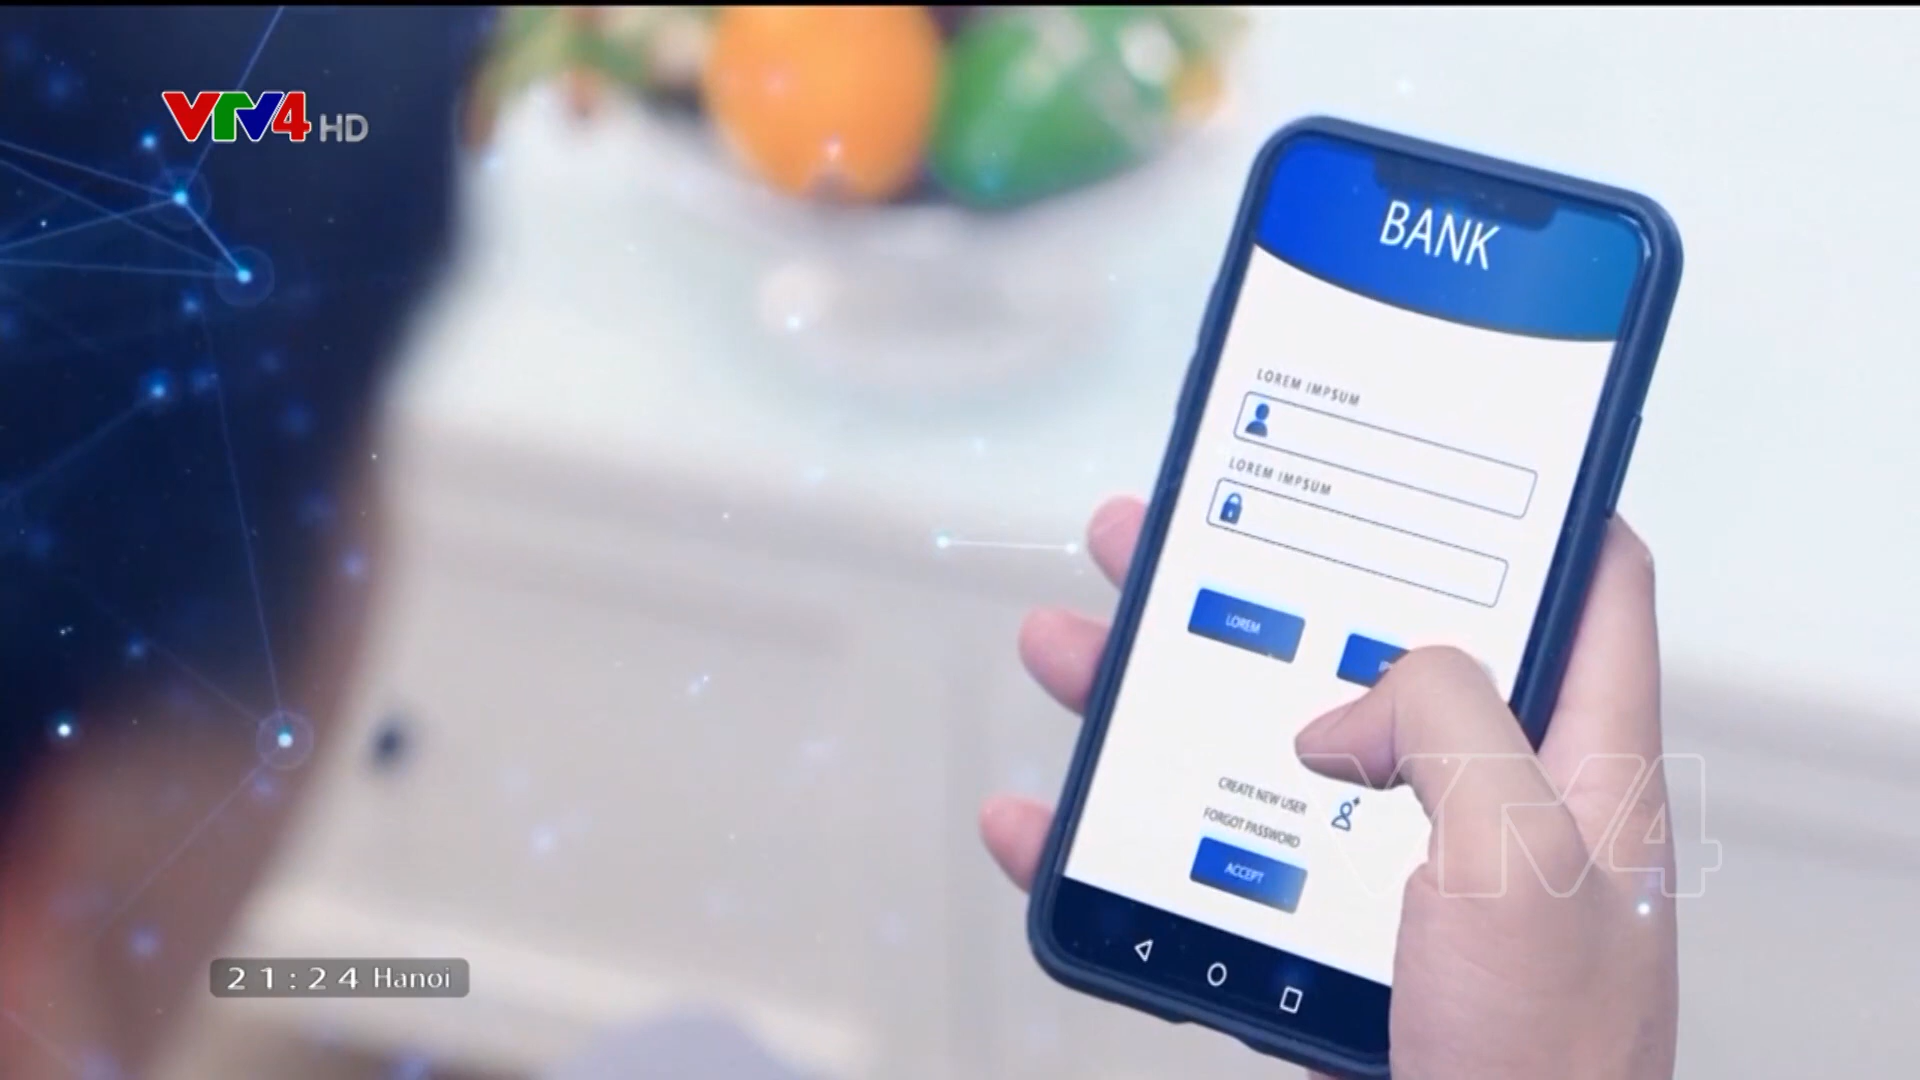 VTV4 HD
BANK
LOREM IMPSUM
LOREM IMPSUM
LOREM
CREATE NEW USER
FORGOT PASSWORD
ACCEPT
VTV4
21:24 Hanoi